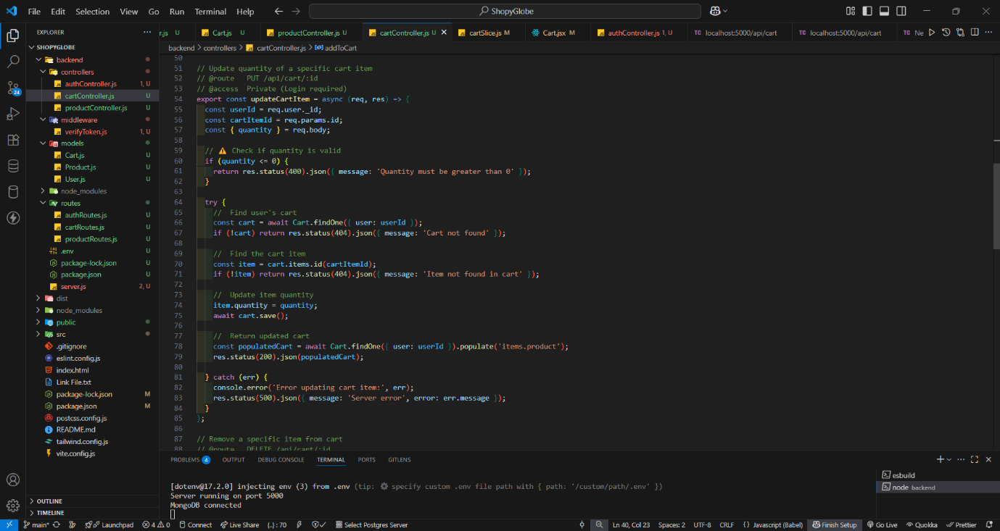 File Edit Selection View Go Run Terminal Help
ShopyGlobe
EXPLORER
r.js U Cart.js U productController.js U cartController.js U cartSlice.js M Cart.jsx M authController.js 1, U TC localhost:5000/api/cart TC localhost:5000/api/cart TC Ne
backend > controllers > cartController.js > addToCart
SHOPYGLOBE
backend
controllers
authController.js 1, U
cartController.js U
productController.js U
middleware
verifyToken.js 1, U
models
Cart.js U
Product.js U
User.js U
node_modules
routes
authRoutes.js U
cartRoutes.js U
productRoutes.js U
.env U
package-lock.json U
package.json U
server.js 2, U
dist
node_modules
public
src
.gitignore
eslint.config.js
index.html
Link File.txt
package-lock.json M
package.json M
postcss.config.js
README.md
tailwind.config.js
vite.config.js
OUTLINE
TIMELINE
24
50
51 // Update quantity of a specific cart item
52 // @route PUT /api/cart/:id
53 // @access Private (Login required)
54 export const updateCartItem = async (req, res) => {
55 const userId = req.user._id;
56 const cartItemId = req.params.id;
57 const { quantity } = req.body;
58
59 // ⚠️ Check if quantity is valid
60 if (quantity <= 0) {
61 return res.status(400).json({ message: 'Quantity must be greater than 0' });
62 }
63
64 try {
65 // Find user's cart
66 const cart = await Cart.findOne({ user: userId });
67 if (!cart) return res.status(404).json({ message: 'Cart not found' });
68
69 // Find the cart item
70 const item = cart.items.id(cartItemId);
71 if (!item) return res.status(404).json({ message: 'Item not found in cart' });
72
73 // Update item quantity
74 item.quantity = quantity;
75 await cart.save();
76
77 // Return updated cart
78 const populatedCart = await Cart.findOne({ user: userId }).populate('items.product');
79 res.status(200).json(populatedCart);
80
81 } catch (err) {
82 console.error('Error updating cart item:', err);
83 res.status(500).json({ message: 'Server error', error: err.message });
84 }
85 };
86
87 // Remove a specific item from cart
88 // @route DELETE /api/cart/:id
PROBLEMS 4 OUTPUT DEBUG CONSOLE TERMINAL PORTS GITLENS
[dotenv@17.2.0] injecting env (3) from .env (tip: ⚙️ specify custom .env file path with { path: '/custom/path/.env' })
Server running on port 5000
MongoDB connected
esbuild
node backend
main* Launchpad 4 0 Connect Live Share {..} : 70 Select Postgres Server Ln 40, Col 23 Spaces: 2 UTF-8 CRLF {} Javascript (Babel) Finish Setup Go Live Quokka Prettier